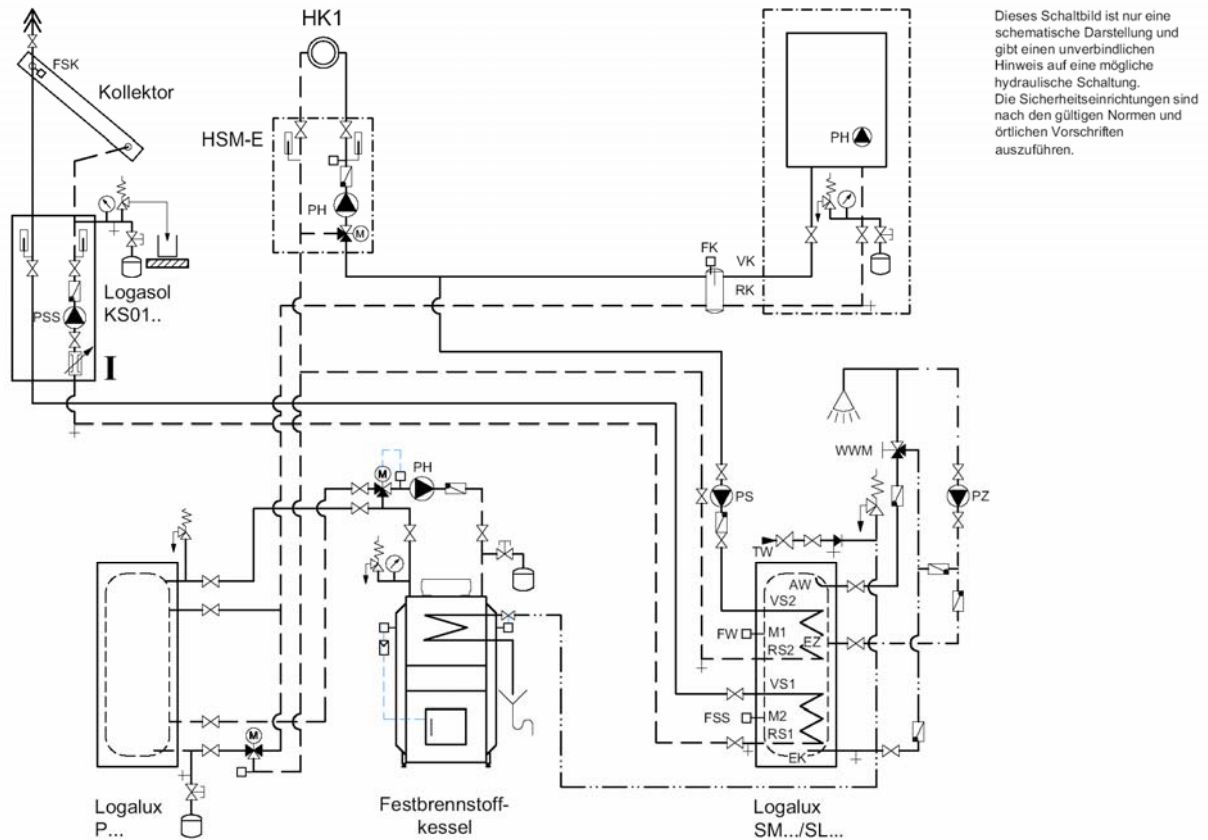 HK1
Dieses Schaltbild ist nur eine
schematische Darstellung und
gibt einen unverbindlichen
Hinweis auf eine mögliche
hydraulische Schaltung.
Die Sicherheitseinrichtungen sind
nach den gültigen Normen und
örtlichen Vorschriften
auszuführen.
FSK
Kollektor
HSM-E
PH
PH
M
FK
VK
RK
Logasol
KS01..
PSS
I
WWM
M
PH
PS
PZ
TW
AW
VS2
FW
M1
EZ
RS2
VS1
FSS
M2
RS1
EK
M
Logalux
P...
Festbrennstoff-
kessel
Logalux
SM.../SL...